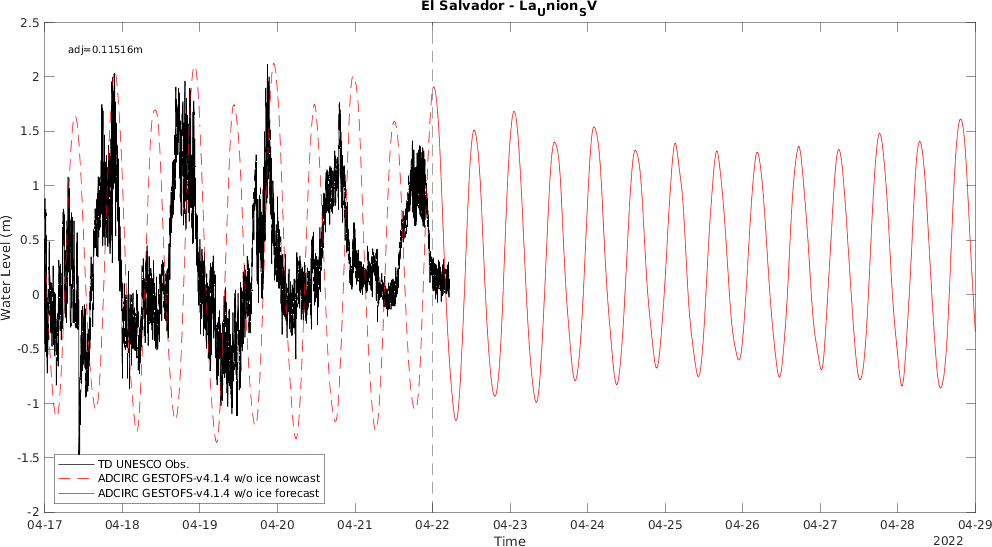 El Salvador - LaUnionSV
adj=0.11516m
2.5
2
1.5
1
0.5
0
-0.5
-1
-1.5
-2
Water Level (m)
TD UNESCO Obs.
ADCIRC GESTOFS-v4.1.4 w/o ice nowcast
ADCIRC GESTOFS-v4.1.4 w/o ice forecast
04-17 04-18 04-19 04-20 04-21 04-22 04-23 04-24 04-25 04-26 04-27 04-28 04-29
Time
2022